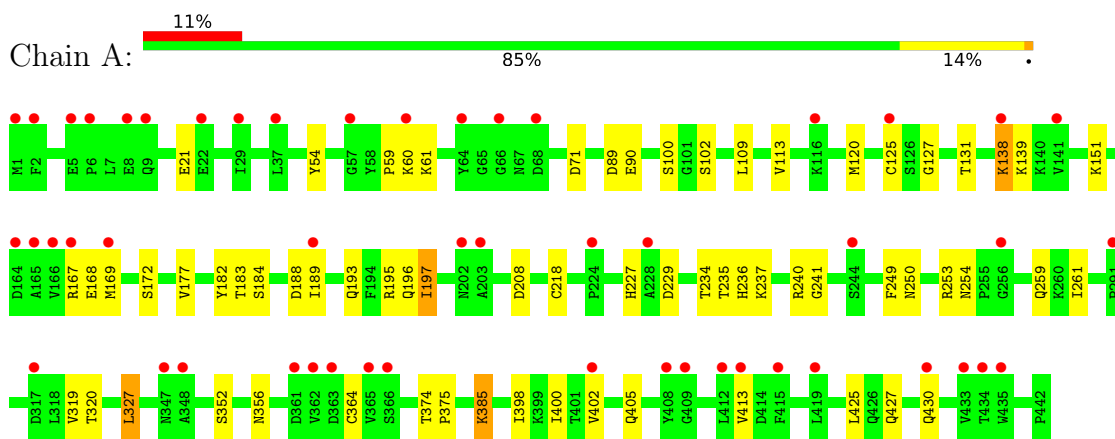 11%
Chain A:
85% 14% •
M1 F2 E5 P6 L7 E8 Q9 E21 E22 I29 L37 Y54 G57 Y58 P59 K60 K61 Y64 G65 G66 N67 D68 D71 D89 E90 S100 G101 S102 L109 V113 K116 M120 C125 S126 G127 T131 K138 K139 K140 V141 K151
D164 A165 V166 R167 E168 M169 S172 V177 Y182 T183 S184 D188 I189 Q193 F194 R195 Q196 I197 N202 A203 D208 C218 P224 H227 A228 D229 T234 T235 H236 K237 R240 G241 S244 F249 N250 R253 N254 P255 G256 Q259 K260 I261
D317 L318 V319 T320 L327 N347 A348 S352 N356 D361 V362 D363 C364 V365 S366 T374 P375 K385 I398 K399 I400 T401 V402 Q405 Y408 G409 L412 V413 D414 F415 L419 L425 Q426 Q427 Q430 V433 T434 W435 P442